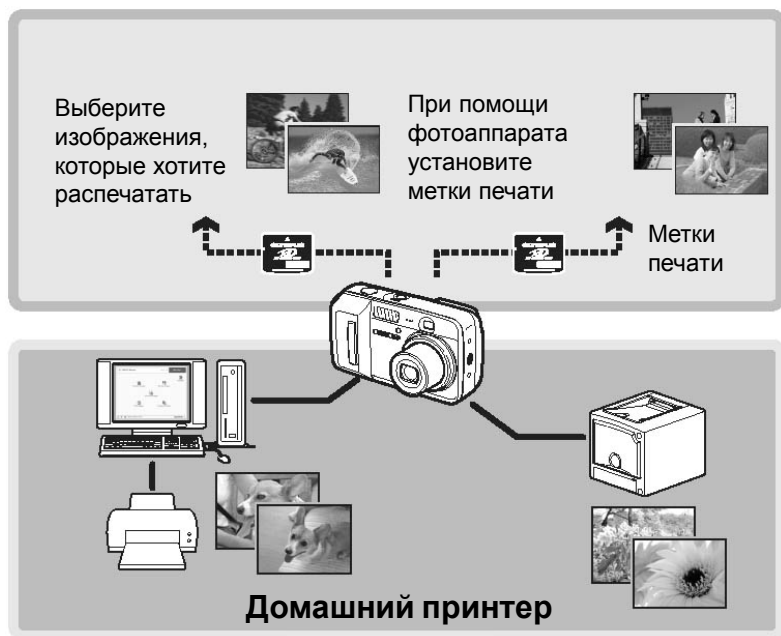 Выберите
изображения,
которые хотите
распечатать
При помощи
фотоаппарата
установите
метки печати
Метки
печати
Домашний принтер